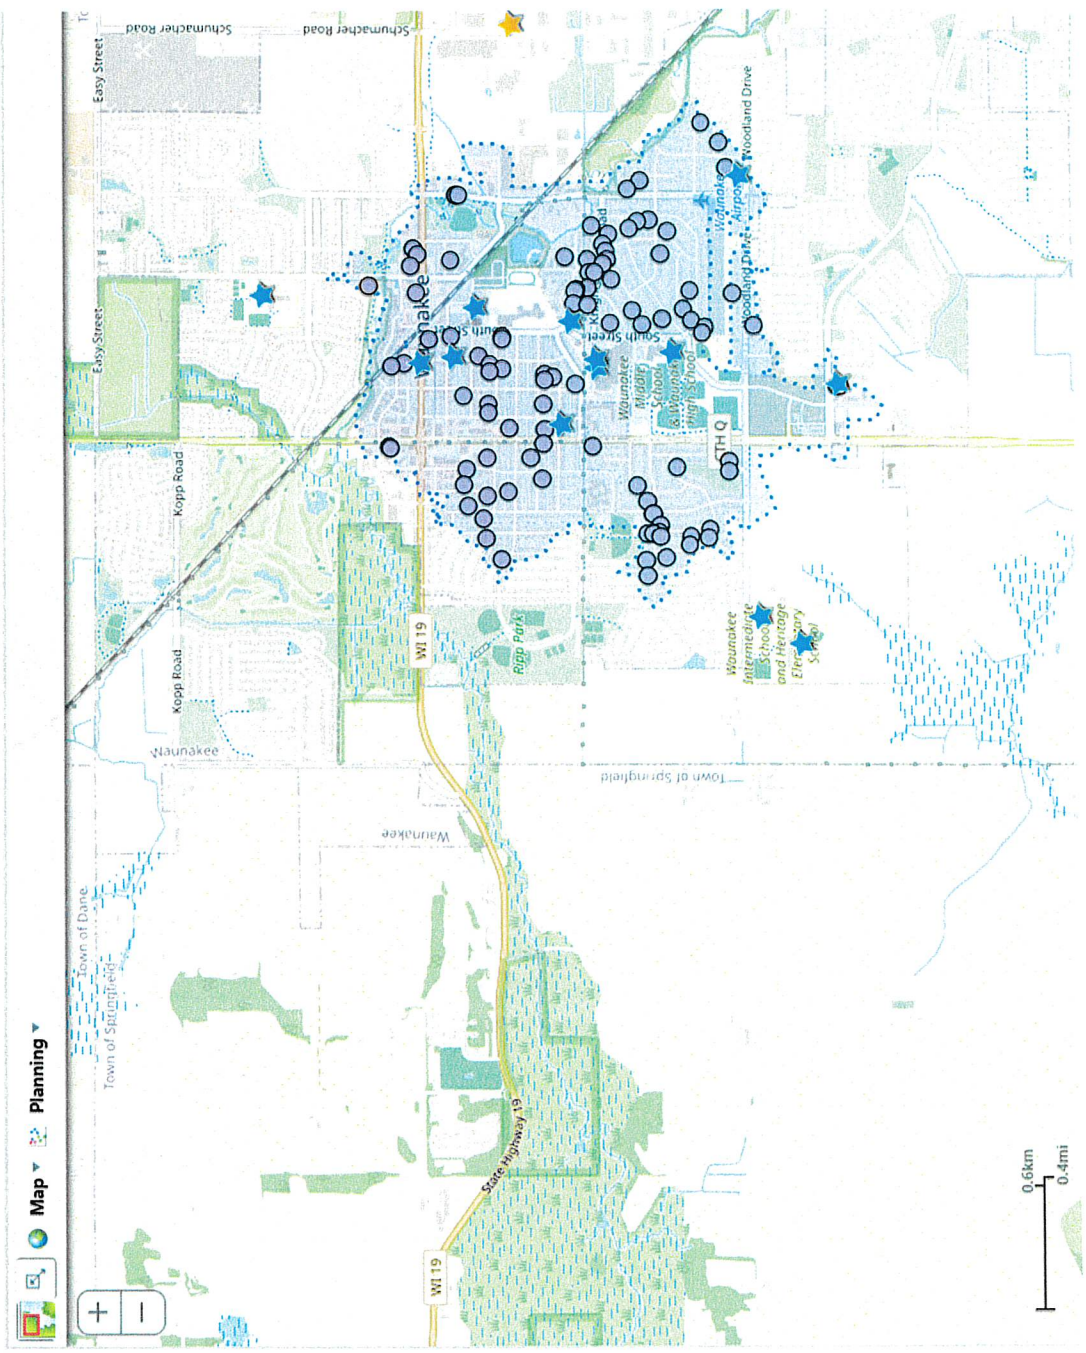 Map
Planning
+
−
Town of Dane
Town of Springfield
Waunakee
Kopp Road
Kopp Road
Easy Street
Easy Street
Schumacher Road
Schumacher Road
Schumacher Road
WI 19
State Highway 19
WI 19
Waunakee
Ripp Park
Town of Springfield
South Street
South Street
Waunakee
Middle
School
& Waunakee
High School
Waunakee
Airport
Woodland Drive
Woodland Drive
Waunakee
Intermediate
School
and Heritage
Elementary
School
0.6km
0.4mi